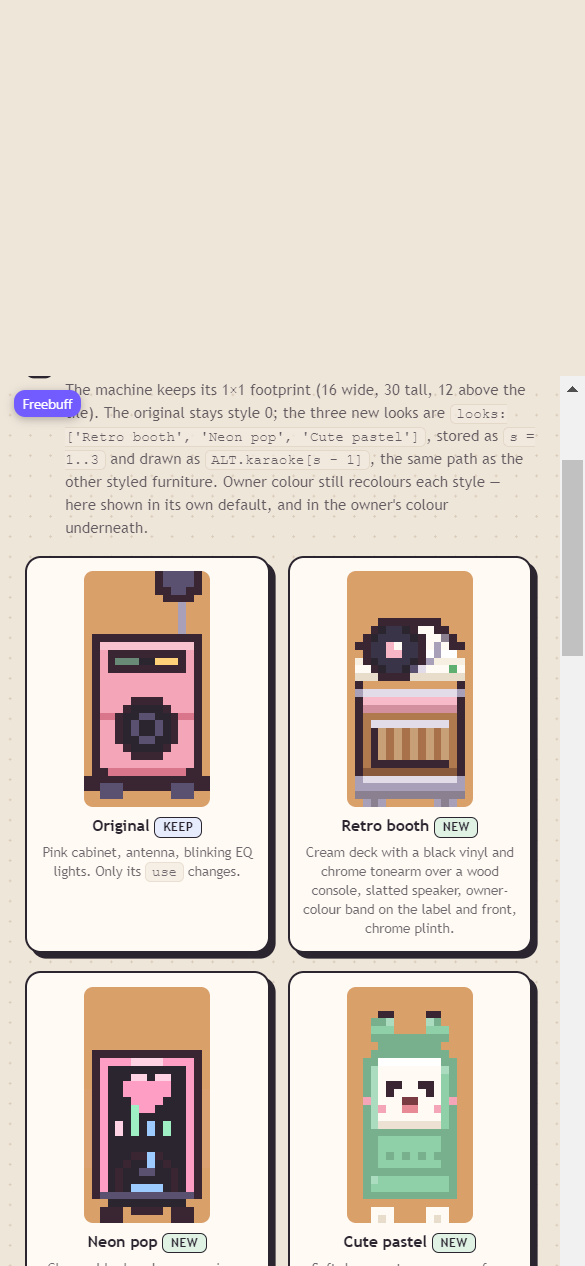 The machine keeps its 1×1 footprint (16 wide, 30 tall, 12 above the
Freebuff
tile). The original stays style 0; the three new looks are looks:
['Retro booth', 'Neon pop', 'Cute pastel'], stored as s =
1..3 and drawn as ALT.karaoke[s - 1], the same path as the
other styled furniture. Owner colour still recolours each style —
here shown in its own default, and in the owner's colour
underneath.
Original KEEP
Pink cabinet, antenna, blinking EQ
lights. Only its use changes.
Retro booth NEW
Cream deck with a black vinyl and
chrome tonearm over a wood
console, slatted speaker, owner-
colour band on the label and front,
chrome plinth.
Neon pop NEW
Cute pastel NEW